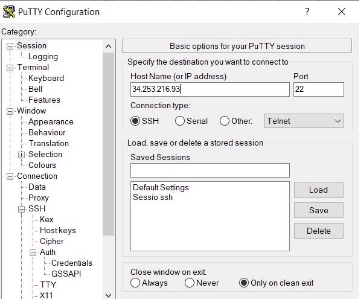 PuTTY Configuration ? ×
Category:
Session
Logging
Terminal
Keyboard
Bell
Features
Window
Appearance
Behaviour
Translation
Selection
Colours
Connection
Data
Proxy
SSH
Kex
Host keys
Cipher
Auth
Credentials
GSSAPI
TTY
X11
Basic options for your PuTTY session
Specify the destination you want to connect to
Host Name (or IP address) Port
34.253.216.93 22
Connection type:
SSH Serial Other: Telnet
Load, save or delete a stored session
Saved Sessions
Default Settings
Sessio ssh
Load
Save
Delete
Close window on exit:
Always Never Only on clean exit